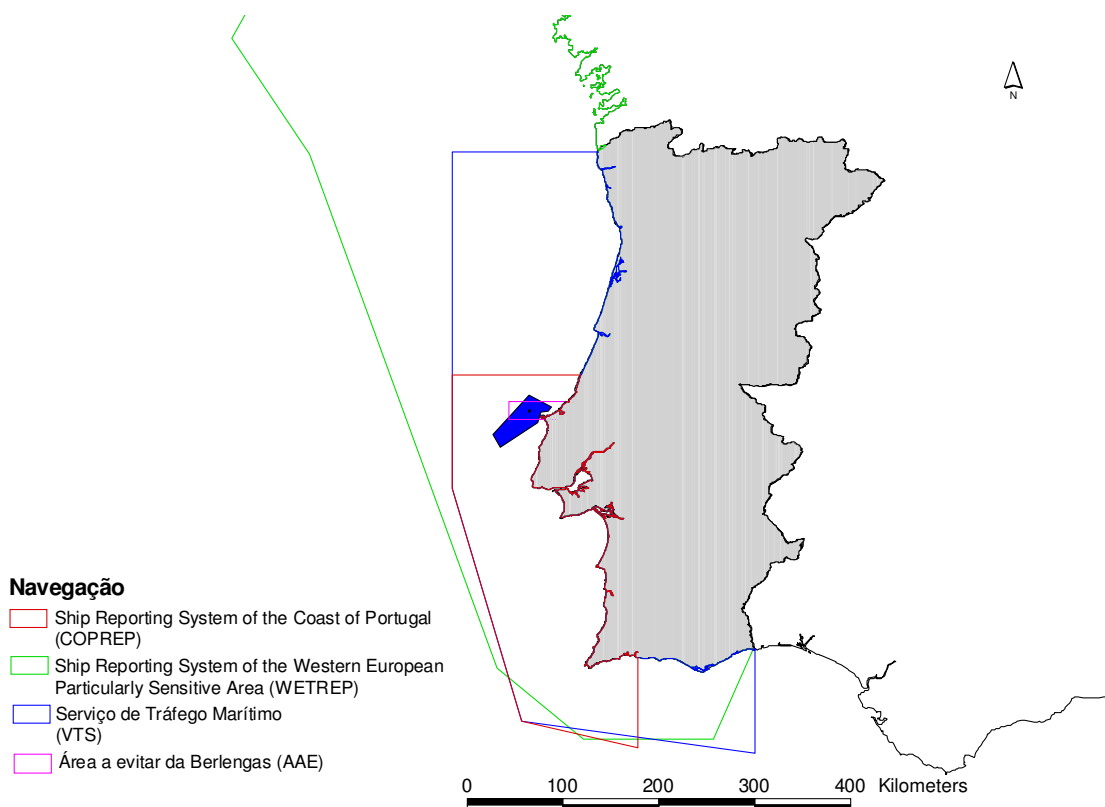 N
Navegação
Ship Reporting System of the Coast of Portugal
(COPREP)
Ship Reporting System of the Western European
Particularly Sensitive Area (WETREP)
Serviço de Tráfego Marítimo
(VTS)
Área a evitar da Berlengas (AAE)
0 100 200 300 400 Kilometers